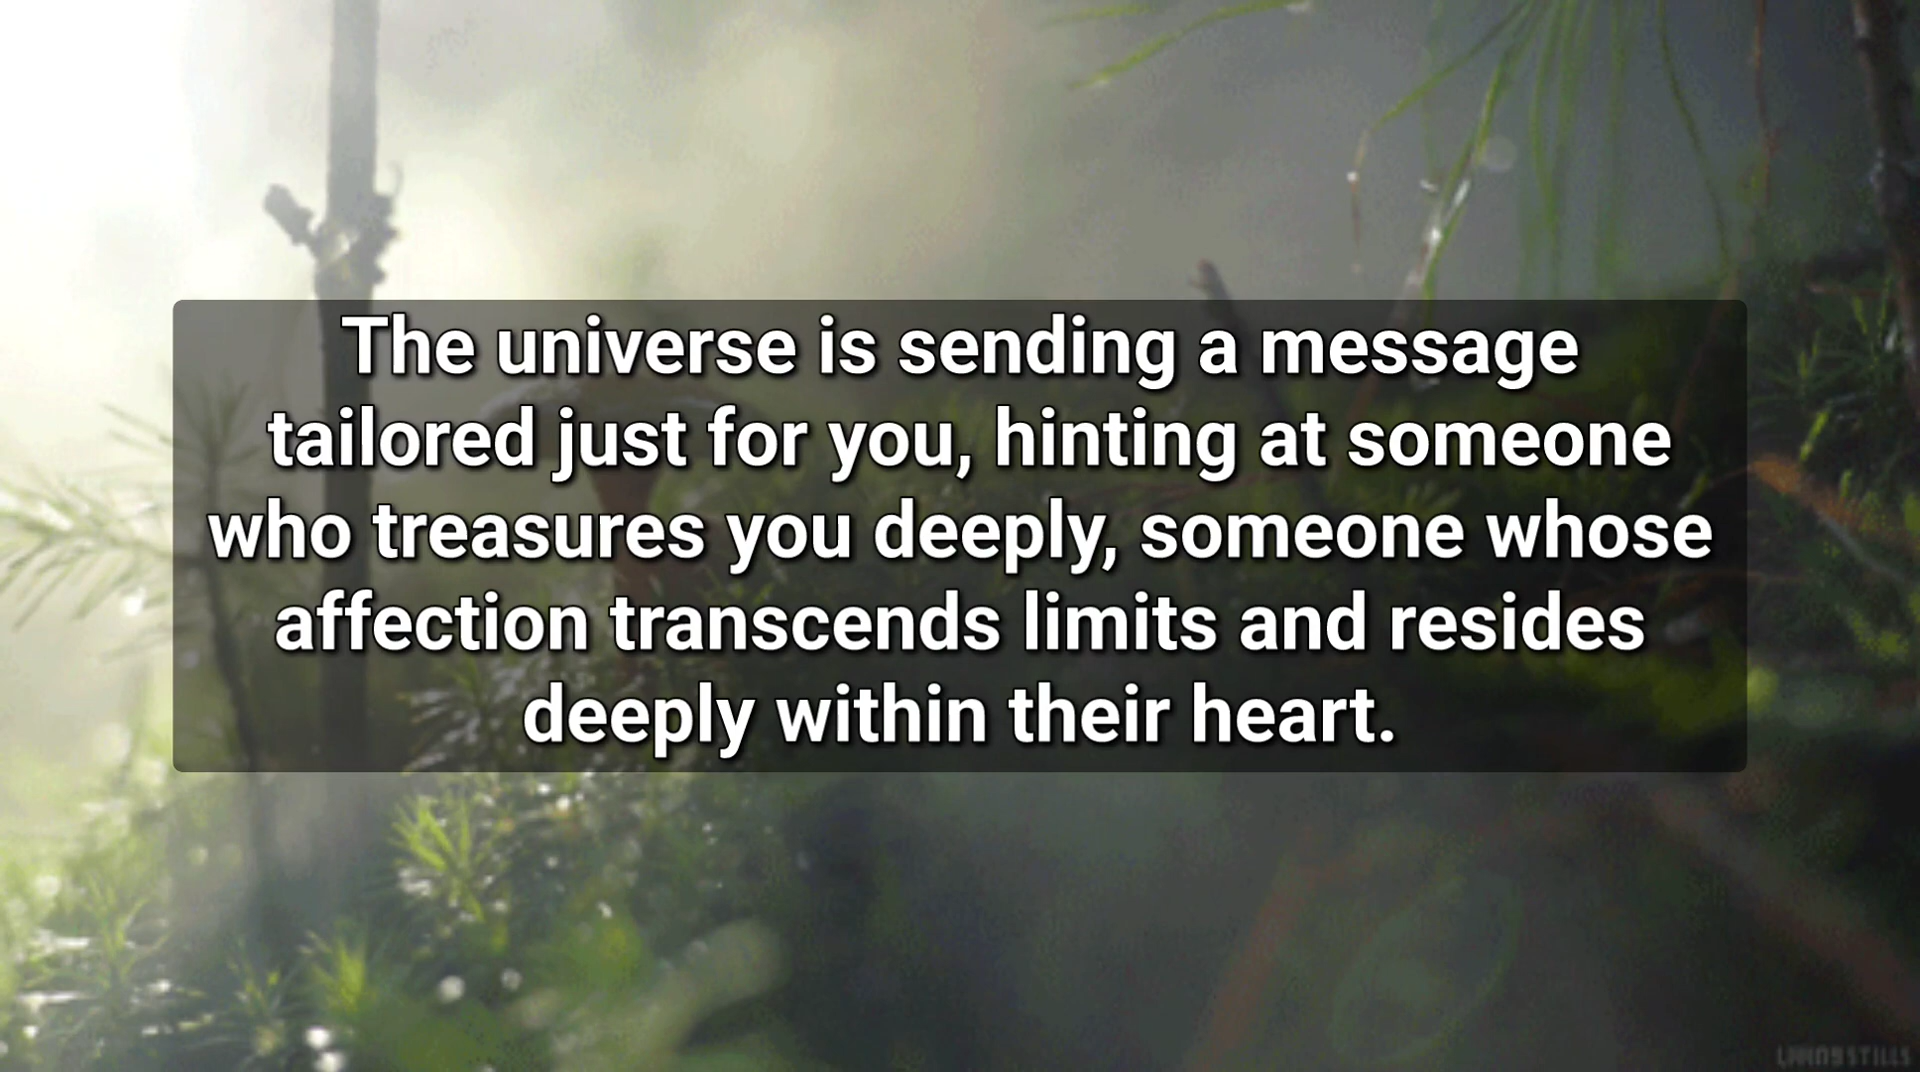 The universe is sending a message
tailored just for you, hinting at someone
who treasures you deeply, someone whose
affection transcends limits and resides
deeply within their heart.
LIVINGSTILLS